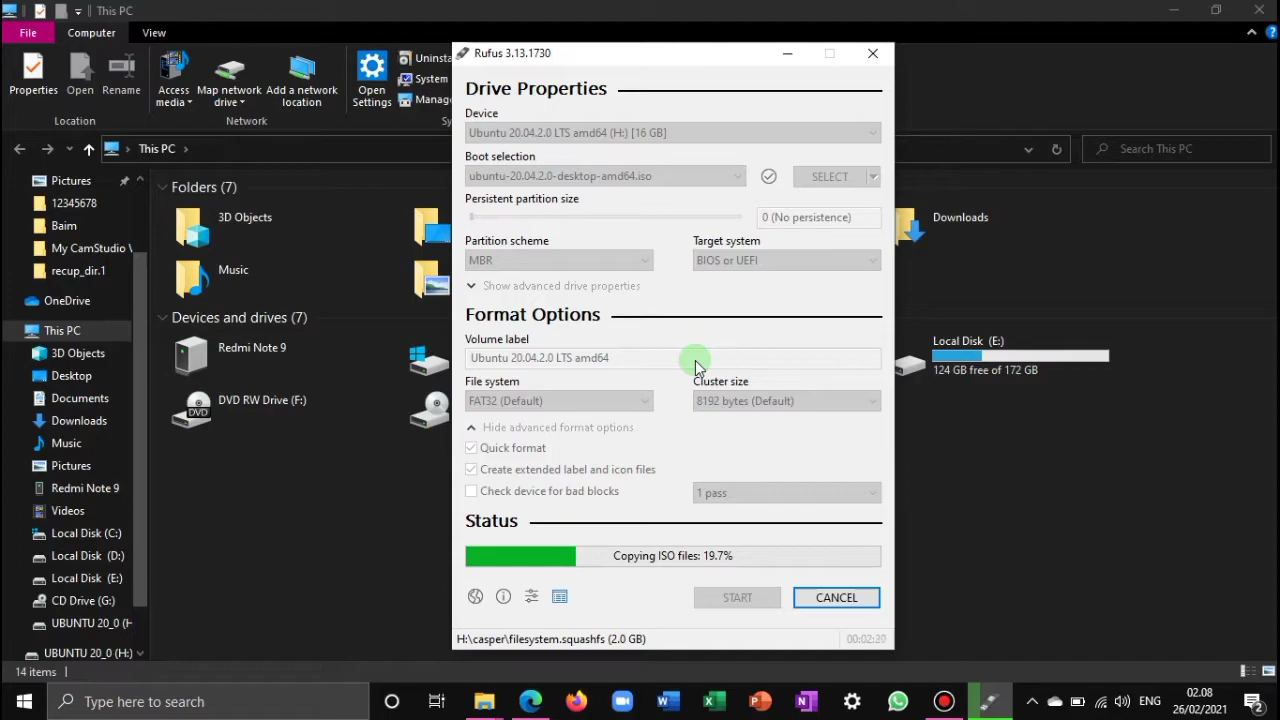 This PC
File
Computer
View
Properties
Open
Rename
Access media
Map network drive
Add a network location
Open Settings
Uninsta
System
Manage
Location
Network
Sy
This PC
Search This PC
Pictures
12345678
Baim
My CamStudio V
recup_dir.1
OneDrive
This PC
3D Objects
Desktop
Documents
Downloads
Music
Pictures
Redmi Note 9
Videos
Local Disk (C:)
Local Disk (D:)
Local Disk (E:)
CD Drive (G:)
UBUNTU 20_0 (H
UBUNTU 20_0 (H:)
Folders (7)
3D Objects
Downloads
Music
Devices and drives (7)
Redmi Note 9
DVD RW Drive (F:)
DVD
Local Disk (E:)
124 GB free of 172 GB
Rufus 3.13.1730
Drive Properties
Device
Ubuntu 20.04.2.0 LTS amd64 (H:) [16 GB]
Boot selection
ubuntu-20.04.2.0-desktop-amd64.iso
SELECT
Persistent partition size
0 (No persistence)
Partition scheme
Target system
MBR
BIOS or UEFI
Show advanced drive properties
Format Options
Volume label
Ubuntu 20.04.2.0 LTS amd64
File system
Cluster size
FAT32 (Default)
8192 bytes (Default)
Hide advanced format options
Quick format
Create extended label and icon files
Check device for bad blocks
1 pass
Status
Copying ISO files: 19.7%
START
CANCEL
H:\casper\filesystem.squashfs (2.0 GB)
14 items
Type here to search
ENG
02.08
26/02/2021
2